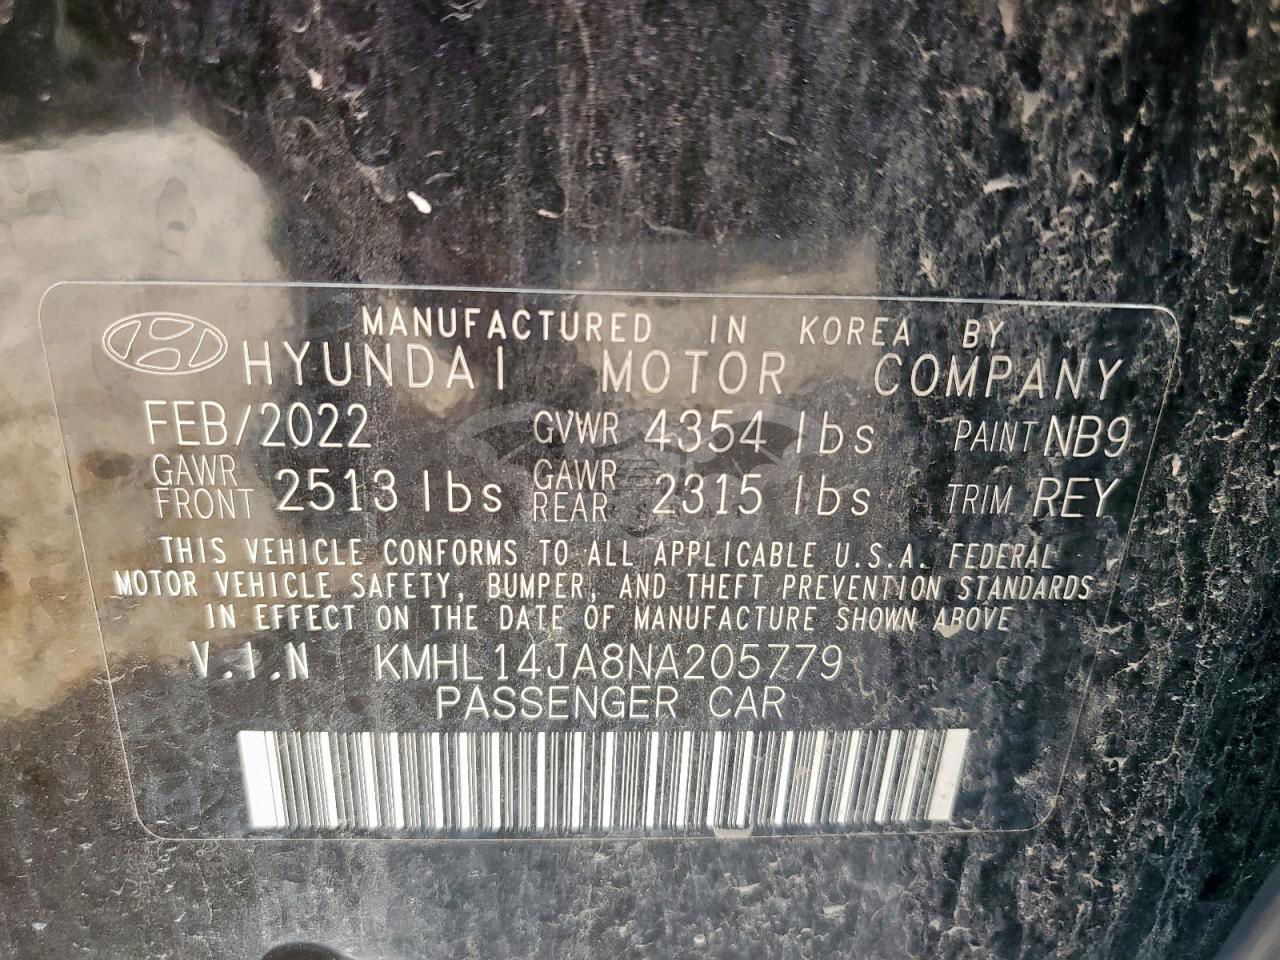 MANUFACTURED IN KOREA BY
HYUNDAI MOTOR COMPANY
FEB/2022 GVWR 4354 lbs PAINT NB9
GAWR FRONT 2513 lbs GAWR REAR 2315 lbs TRIM REY
THIS VEHICLE CONFORMS TO ALL APPLICABLE U.S.A. FEDERAL
MOTOR VEHICLE SAFETY, BUMPER, AND THEFT PREVENTION STANDARDS
IN EFFECT ON THE DATE OF MANUFACTURE SHOWN ABOVE
V.I.N KMHL14JA8NA205779
PASSENGER CAR